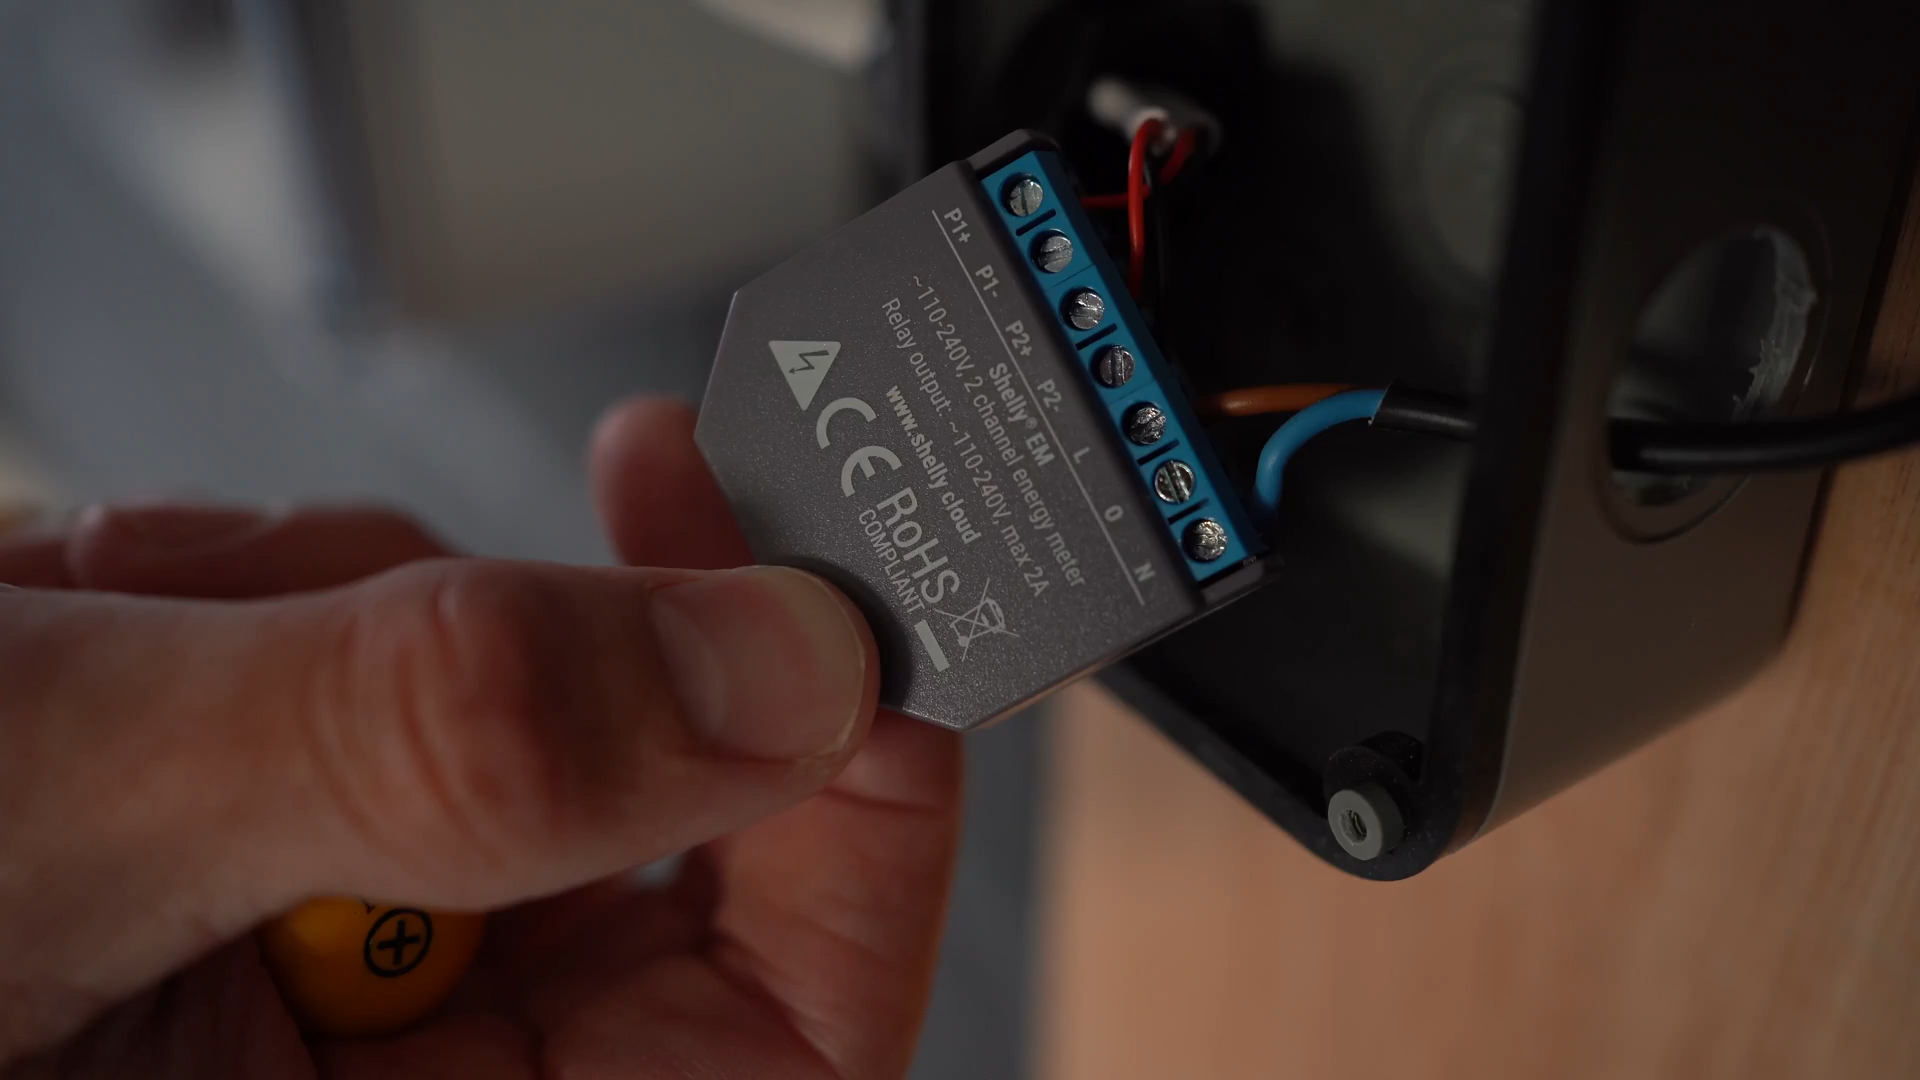 P1+ P1- P2+ P2- L O N
Shelly® EM
~110-240V, 2 channel energy meter
Relay output: ~110-240V, max 2A
www.shelly.cloud
CE RoHS
COMPLIANT